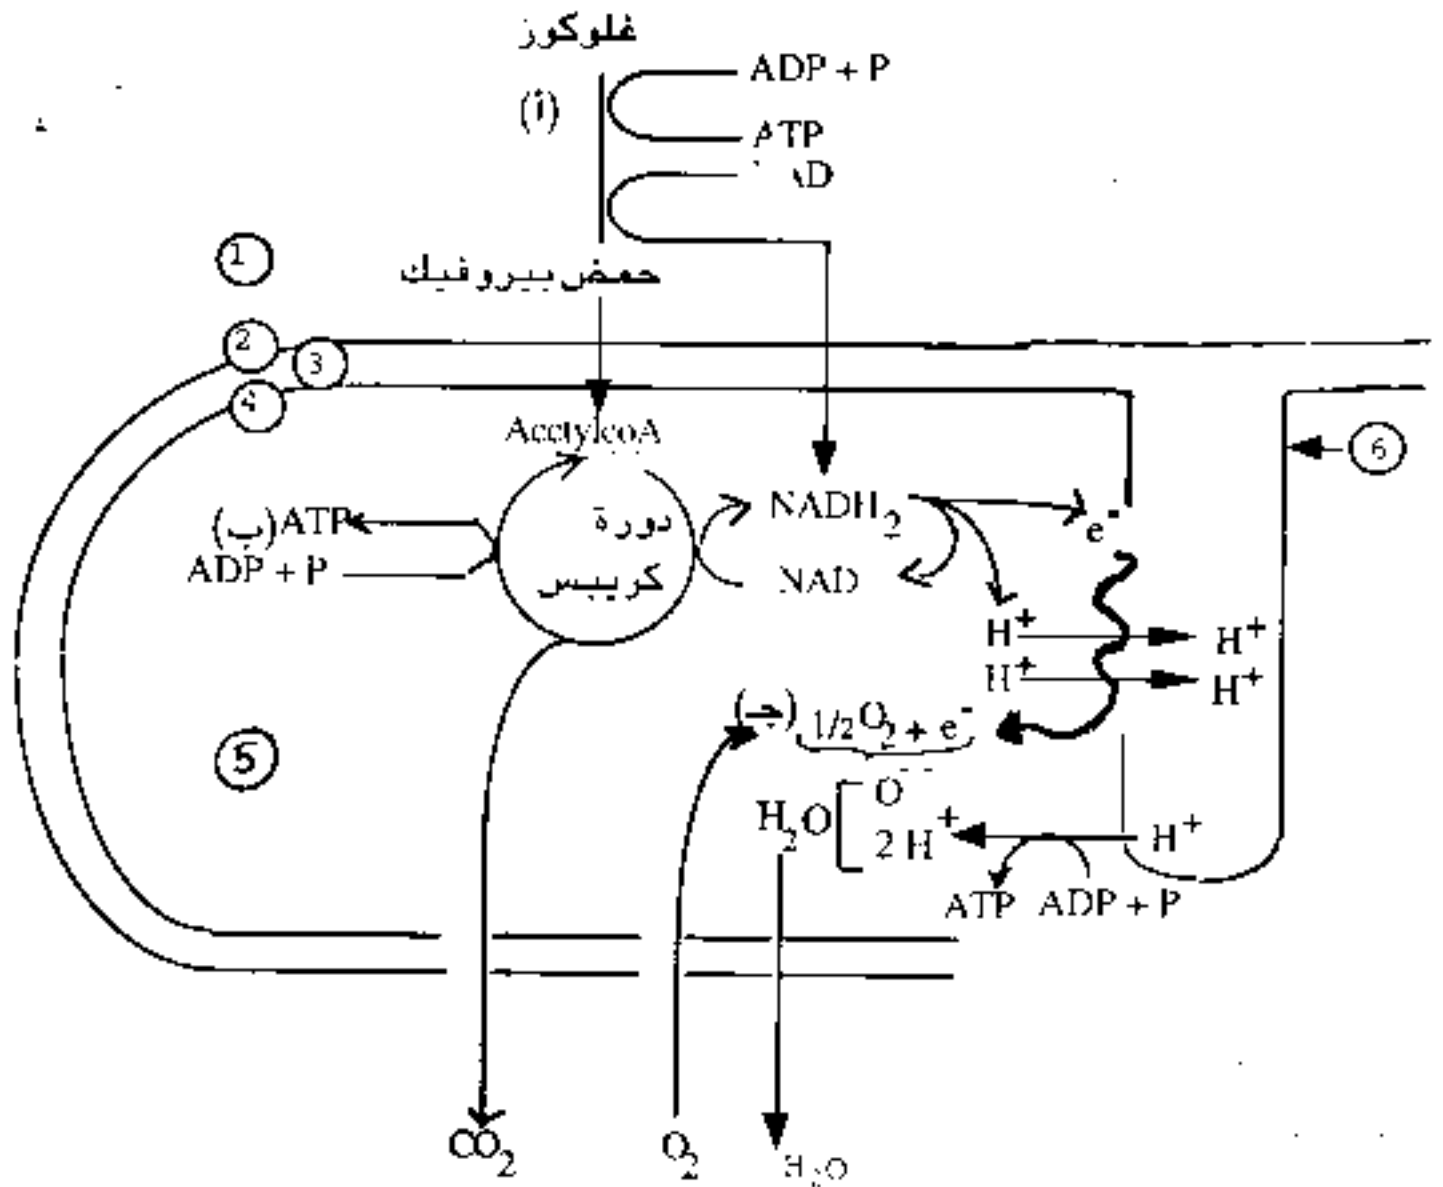 غلوكوز
ADP + P
(أ)
ATP
حمض بيروفيك
1
2
3
4
AcetylcoA
6
NADH2
e-
(ب) ATP
دورة
ADP + P
كريبس
NAD
H+ H+
H+ H+
(جـ) 1/2O2 + e-
5
O--
H2O
2 H+
H+
ATP ADP + P
CO2
O2
H2O